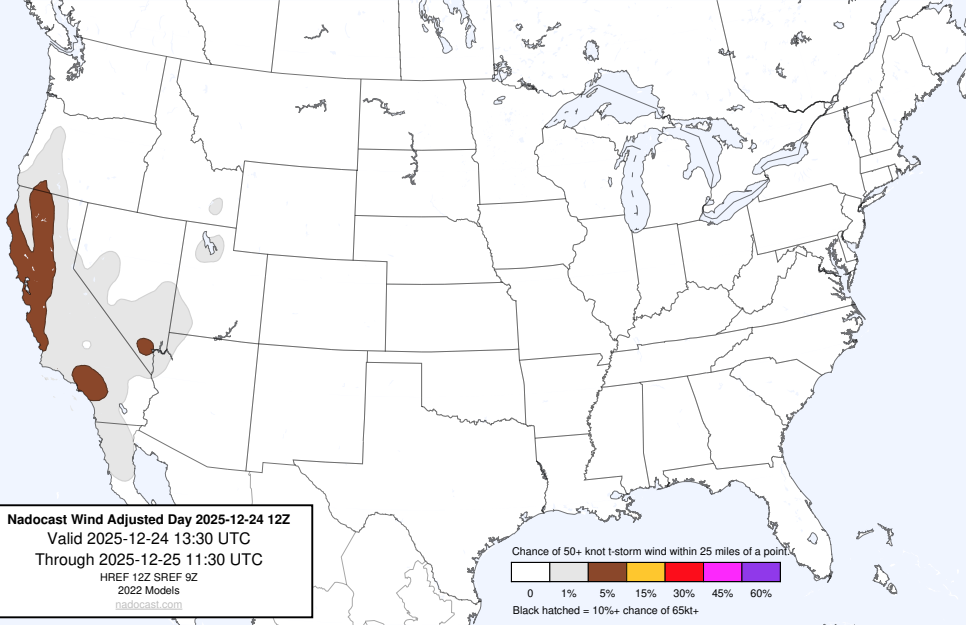 Nadocast Wind Adjusted Day 2025-12-24 12Z
Valid 2025-12-24 13:30 UTC
Through 2025-12-25 11:30 UTC
HREF 12Z SREF 9Z
2022 Models
nadocast.com
Chance of 50+ knot t-storm wind within 25 miles of a point.
0 1% 5% 15% 30% 45% 60%
Black hatched = 10%+ chance of 65kt+